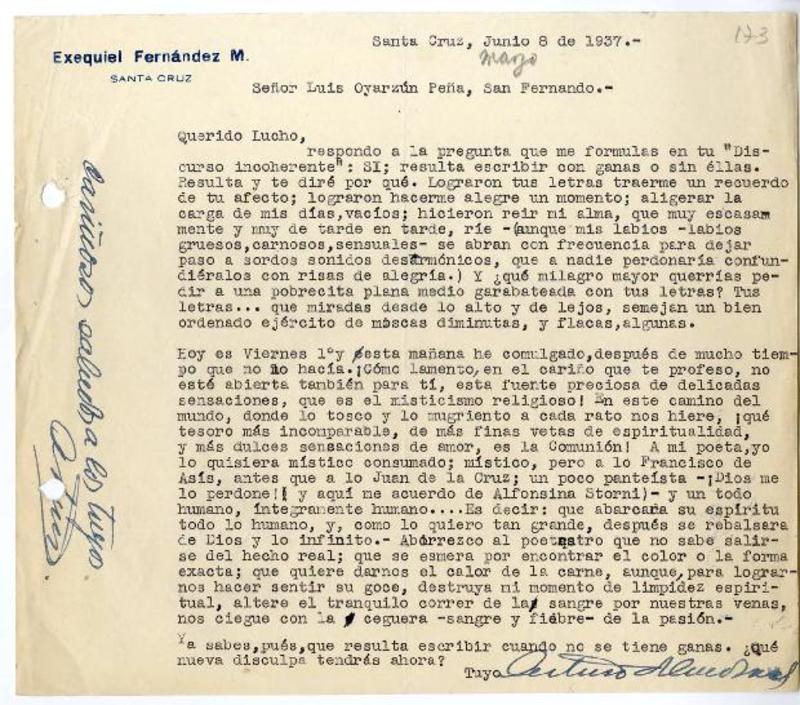 173
Santa Cruz, Junio 8 de 1937.-
Marzo
Exequiel Fernández M.
SANTA CRUZ
Señor Luis Oyarzún Peña, San Fernando.-
Querido Lucho,
respondo a la pregunta que me formulas en tu "Dis-
curso incoherente": SI; resulta escribir con ganas o sin éllas.
Resulta y te diré por qué. Lograron tus letras traerme un recuerdo
de tu afecto; lograron hacerme alegre un momento; aligerar la
carga de mis días,vacíos; hicieron reir mi alma, que muy escasam
mente y muy de tarde en tarde, ríe -(aunque mis labios -labios
gruesos,carnosos,sensuales- se abran con frecuencia para dejar
paso a sordos sonidos desarmónicos, que a nadie perdonaría confun-
diéralos con risas de alegría.) Y ¿qué milagro mayor querrías pe-
dir a una pobrecita plana medio garabateada con tus letras? Tus
letras... que miradas desde lo alto y de lejos, semejan un bien
ordenado ejército de moscas diminutas, y flacas,algunas.
Hoy es Viernes 1º y esta mañana he comulgado,después de mucho tiem-
po que no lo hacía.¡Cómo lamento,en el cariño que te profeso, no
esté abierta también para tí, esta fuente preciosa de delicadas
sensaciones, que es el misticismo religioso! En este camino del
mundo, donde lo tosco y lo mugriento a cada rato nos hiere, ¡qué
tesoro más incomparable, de más finas vetas de espiritualidad,
y más dulces sensaciones de amor, es la Comunión! A mi poeta,yo
lo quisiera místico consumado; místico, pero a lo Francisco de
Asís, antes que a lo Juan de la Cruz; un poco panteísta -¡Dios me
lo perdone!( y aquí me acuerdo de Alfonsina Storni)- y un todo
humano, íntegramente humano....Es decir: que abarcara su espíritu
todo lo humano, y, como lo quiero tan grande, después se rebalsara
de Dios y lo infinito.- Aborrezco al poetastro que no sabe salir-
se del hecho real; que se esmera por encontrar el color o la forma
exacta; que quiere darnos el calor de la carne, aunque,para lograr-
nos hacer sentir su goce, destruya mi momento de limpidez espiri-
tual, altere el tranquilo correr de la sangre por nuestras venas,
nos ciegue con la ceguera -sangre y fiébre- de la pasión.-
Ya sabes,pués,que resulta escribir cuando no se tiene ganas. ¿Qué
nueva disculpa tendrás ahora?
Tuyo
Arturo
Cariñosos saludos a los tuyos
Arturo